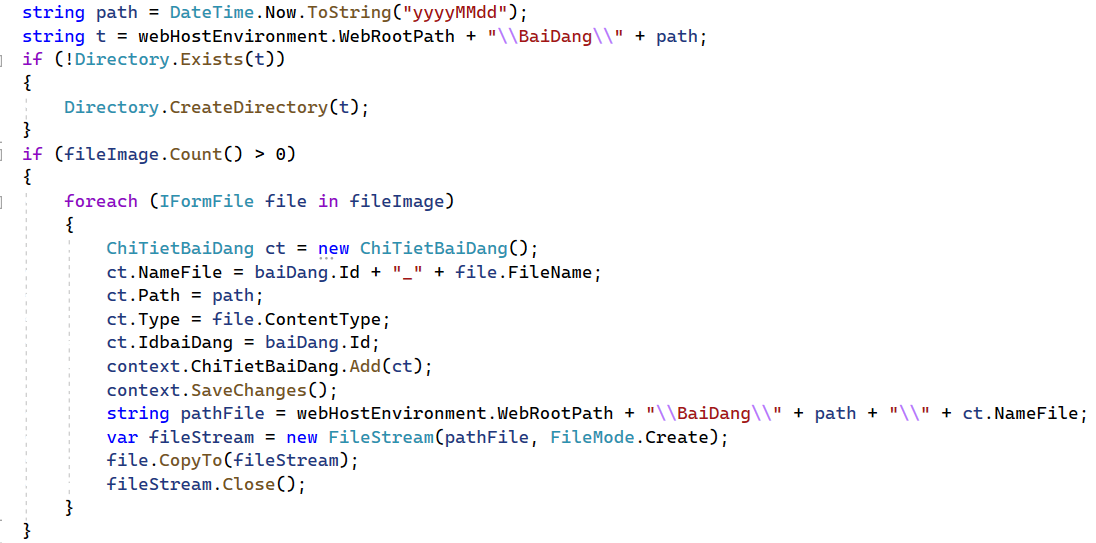 string path = DateTime.Now.ToString("yyyyMMdd");
string t = webHostEnvironment.WebRootPath + "\\BaiDang\\" + path;
if (!Directory.Exists(t))
{
    Directory.CreateDirectory(t);
}
if (fileImage.Count() > 0)
{
    foreach (IFormFile file in fileImage)
    {
        ChiTietBaiDang ct = new ChiTietBaiDang();
        ct.NameFile = baiDang.Id + "_" + file.FileName;
        ct.Path = path;
        ct.Type = file.ContentType;
        ct.IdbaiDang = baiDang.Id;
        context.ChiTietBaiDang.Add(ct);
        context.SaveChanges();
        string pathFile = webHostEnvironment.WebRootPath + "\\BaiDang\\" + path + "\\" + ct.NameFile;
        var fileStream = new FileStream(pathFile, FileMode.Create);
        file.CopyTo(fileStream);
        fileStream.Close();
    }
}